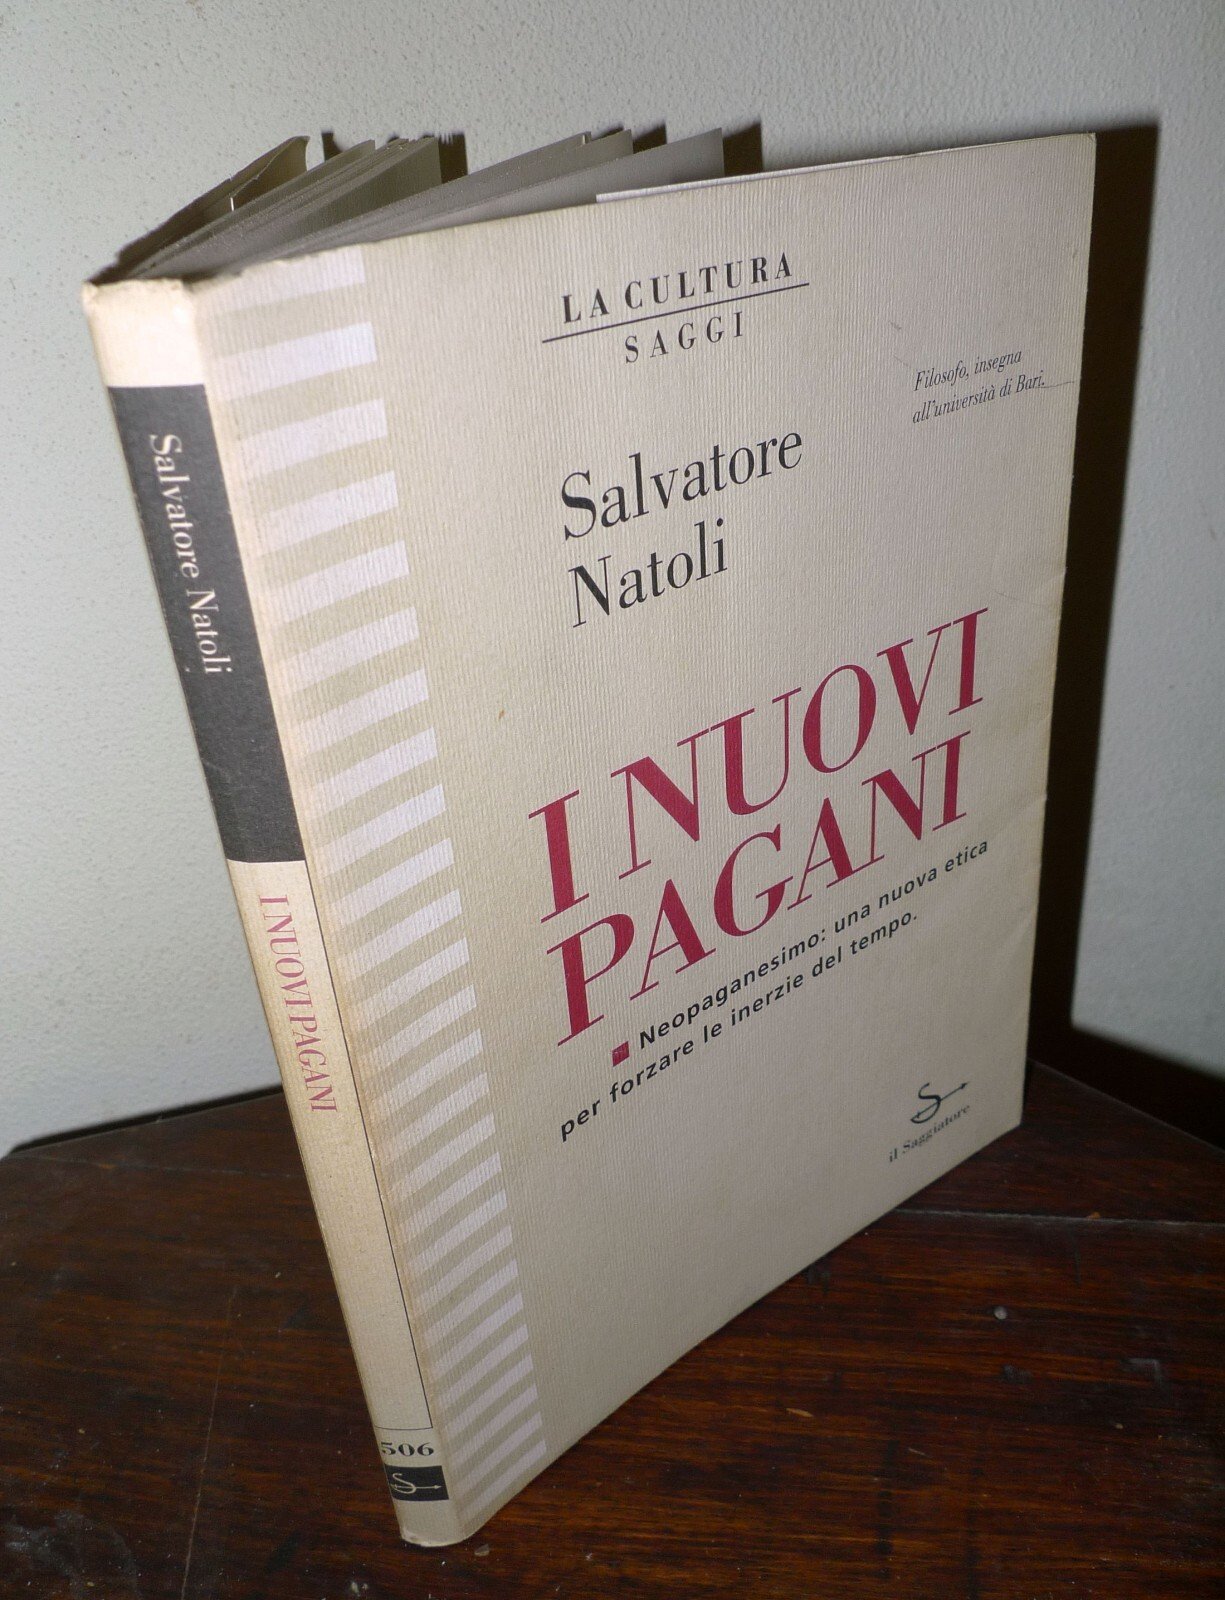 LA CULTURA
SAGGI
Filosofo, insegna
all'università di Bari.
Salvatore
Natoli
I NUOVI
PAGANI
Neopaganesimo: una nuova etica
per forzare le inerzie del tempo.
il Saggiatore
Salvatore Natoli
I NUOVI PAGANI
506